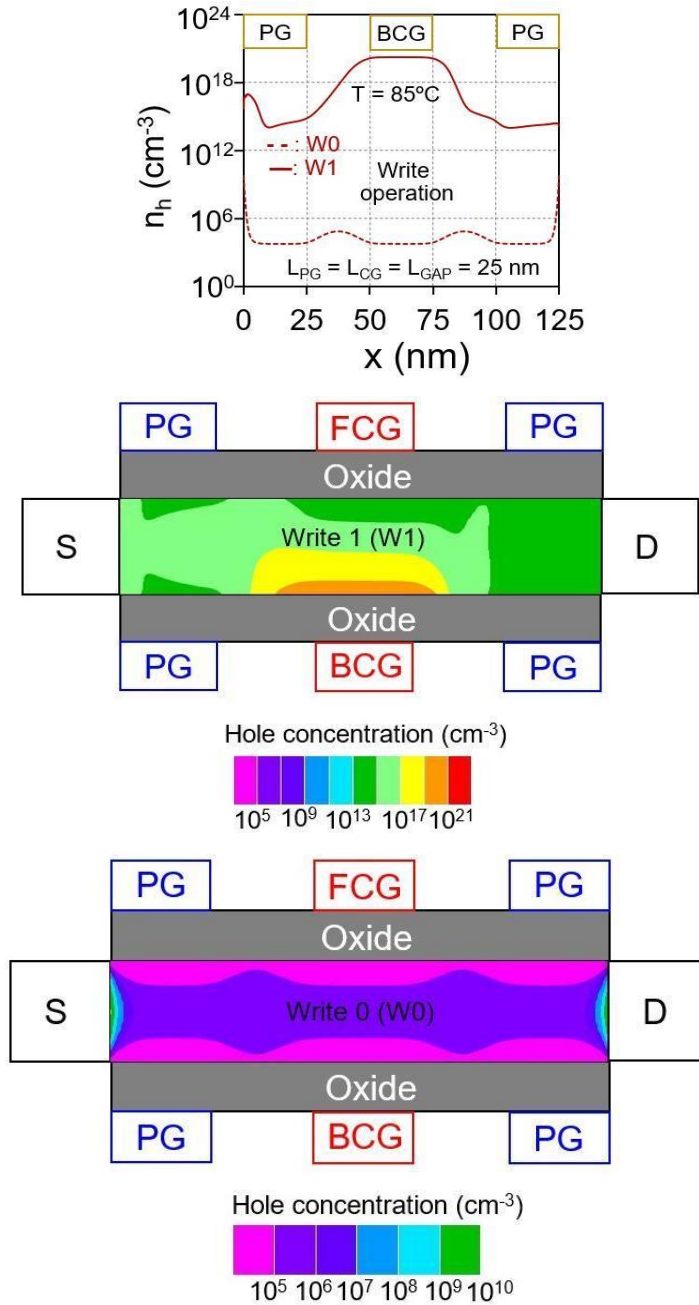 10^24
PG BCG PG
10^18
T = 85ºC
10^12
---: W0
—: W1
Write
operation
n_h (cm^-3)
10^6
L_PG = L_CG = L_GAP = 25 nm
10^0
0 25 50 75 100 125
x (nm)
PG FCG PG
Oxide
S Write 1 (W1) D
Oxide
PG BCG PG
Hole concentration (cm^-3)
10^5 10^9 10^13 10^17 10^21
PG FCG PG
Oxide
S Write 0 (W0) D
Oxide
PG BCG PG
Hole concentration (cm^-3)
10^5 10^6 10^7 10^8 10^9 10^10